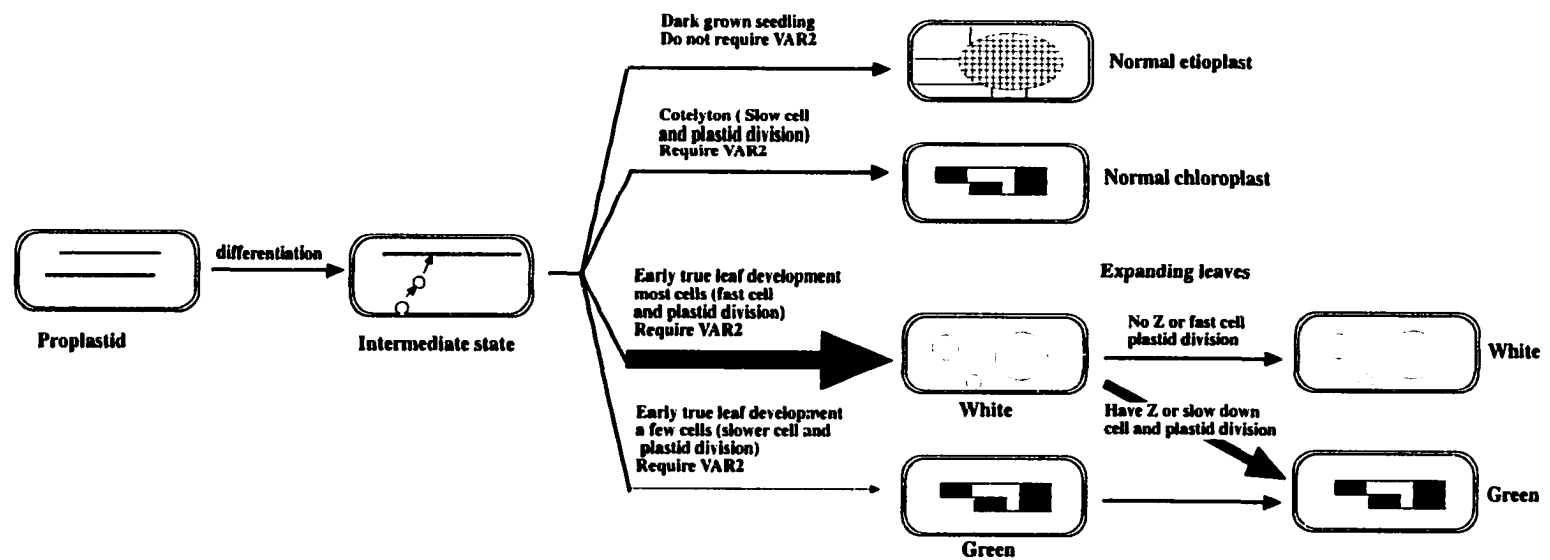 Dark grown seedling
Do not require VAR2
Normal etioplast
Cotelyton ( Slow cell
and plastid division)
Require VAR2
Normal chloroplast
differentiation
Proplastid
Intermediate state
Early true leaf development
most cells (fast cell
and plastid division)
Require VAR2
Expanding leaves
No Z or fast cell
plastid division
White
White
Early true leaf development
a few cells (slower cell and
plastid division)
Require VAR2
Have Z or slow down
cell and plastid division
Green
Green